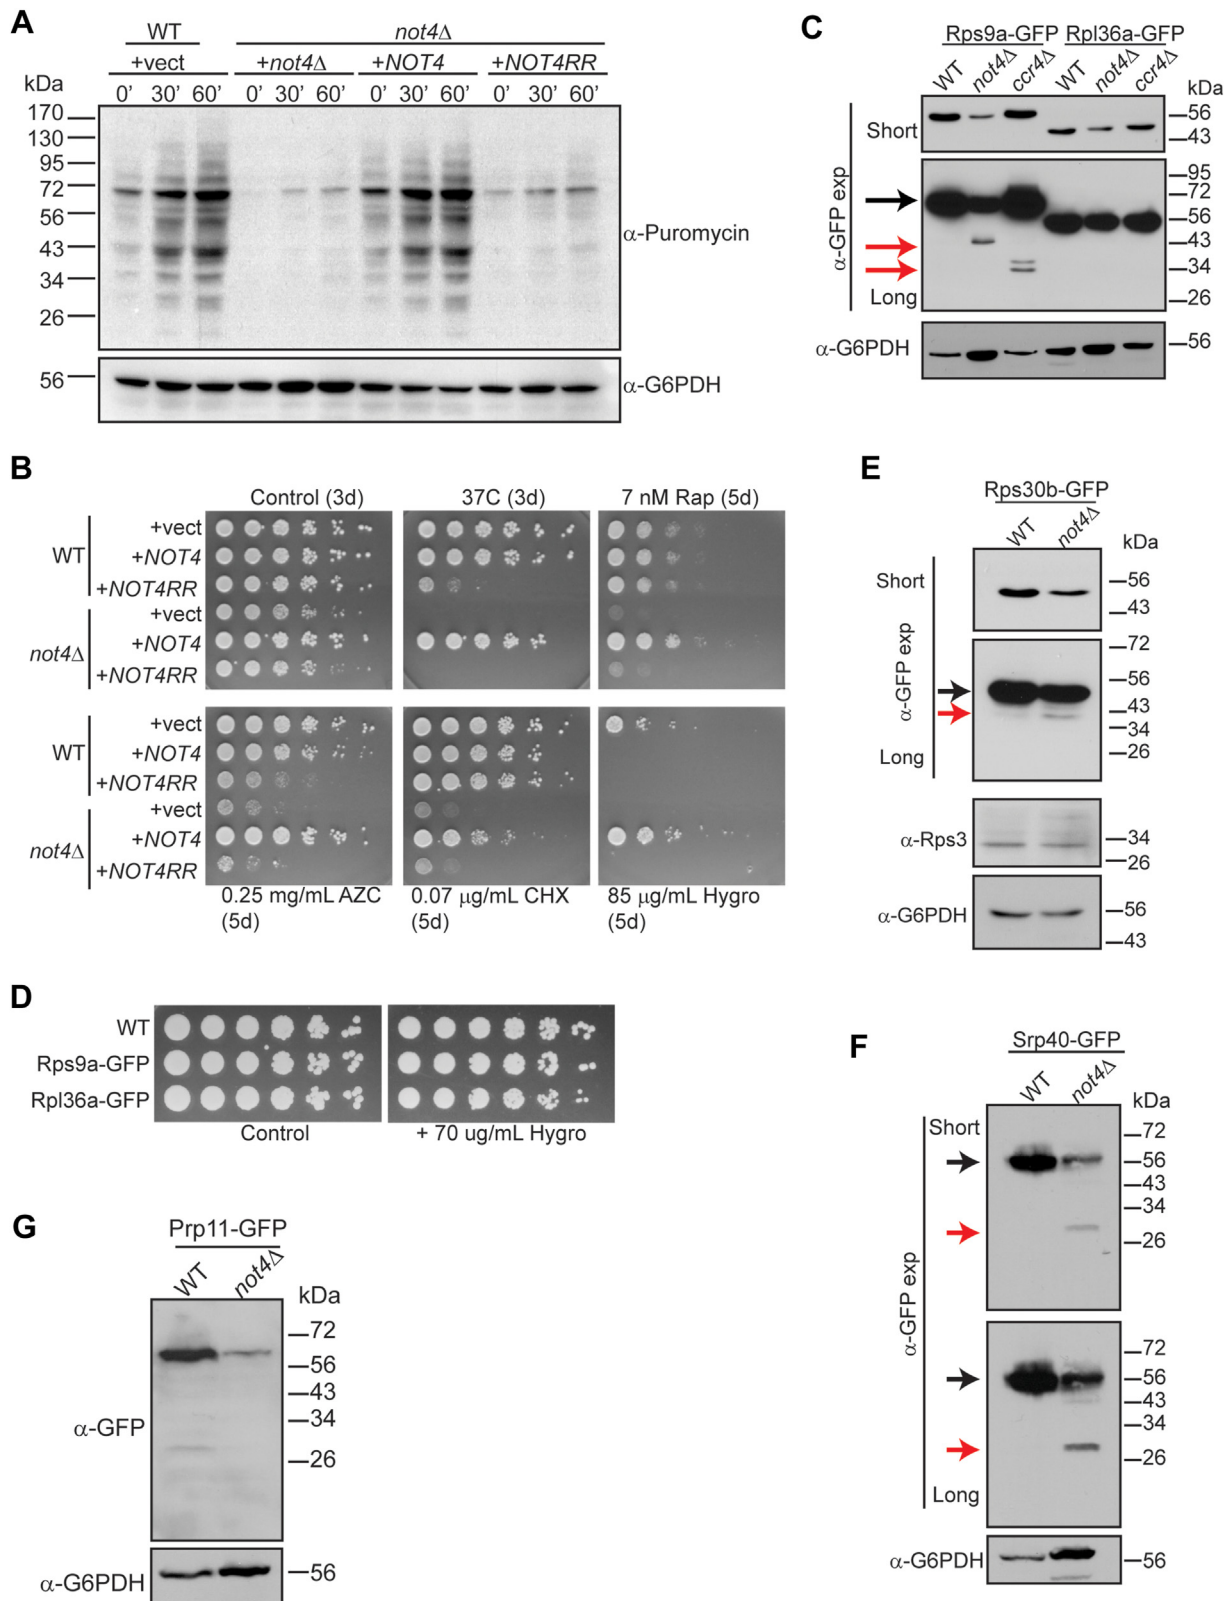 A
WT
not4Δ
+vect
+not4Δ
+NOT4
+NOT4RR
kDa
0' 30' 60' 0' 30' 60' 0' 30' 60' 0' 30' 60'
170
130
95
72
56
43
34
26
α-Puromycin
56
α-G6PDH
C
Rps9a-GFP Rpl36a-GFP
WT not4Δ ccr4Δ WT not4Δ ccr4Δ
kDa
Short
56
43
α-GFP exp
95
72
56
43
34
26
Long
α-G6PDH
56
B
Control (3d) 37C (3d) 7 nM Rap (5d)
WT
+vect
+NOT4
+NOT4RR
not4Δ
+vect
+NOT4
+NOT4RR
WT
+vect
+NOT4
+NOT4RR
not4Δ
+vect
+NOT4
+NOT4RR
0.25 mg/mL AZC (5d)
0.07 μg/mL CHX (5d)
85 μg/mL Hygro (5d)
E
Rps30b-GFP
WT not4Δ
kDa
Short
56
43
α-GFP exp
72
56
43
34
26
Long
α-Rps3
34
26
α-G6PDH
56
43
D
WT
Rps9a-GFP
Rpl36a-GFP
Control
+ 70 ug/mL Hygro
F
Srp40-GFP
WT not4Δ
kDa
Short
72
56
43
34
26
α-GFP exp
72
56
43
34
26
Long
α-G6PDH
56
G
Prp11-GFP
WT not4Δ
kDa
72
56
43
34
26
α-GFP
α-G6PDH
56